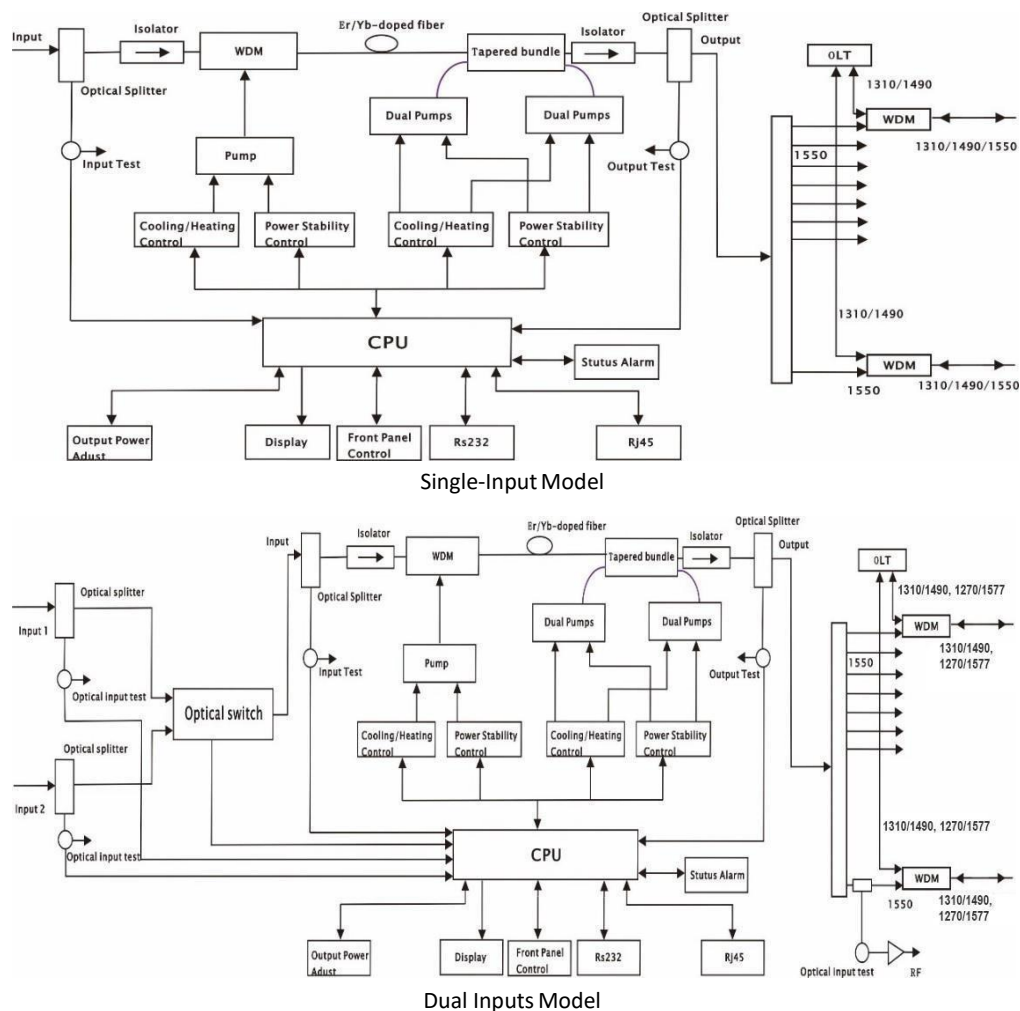 Input
Isolator
WDM
Er/Yb-doped fiber
Tapered bundle
Isolator
Optical Splitter
Output
OLT
1310/1490
WDM
1310/1490/1550
1550
Optical Splitter
Input Test
Pump
Dual Pumps
Dual Pumps
Output Test
Cooling/Heating
Control
Power Stability
Control
Cooling/Heating
Control
Power Stability
Control
1310/1490
CPU
Stutus Alarm
WDM
1310/1490/1550
1550
Output Power
Adust
Display
Front Panel
Control
Rs232
Rj45
Single-Input Model
Input
Isolator
WDM
Er/Yb-doped fiber
Tapered bundle
Isolator
Optical Splitter
Output
OLT
1310/1490, 1270/1577
WDM
1310/1490,
1270/1577
1550
Optical splitter
Input 1
Optical input test
Optical switch
Optical splitter
Input 2
Optical input test
Optical Splitter
Input Test
Pump
Dual Pumps
Dual Pumps
Output Test
Cooling/Heating
Control
Power Stability
Control
Cooling/Heating
Control
Power Stability
Control
1310/1490, 1270/1577
CPU
Stutus Alarm
WDM
1310/1490,
1270/1577
1550
Output Power
Adust
Display
Front Panel
Control
Rs232
RJ45
Optical input test
RF
Dual Inputs Model